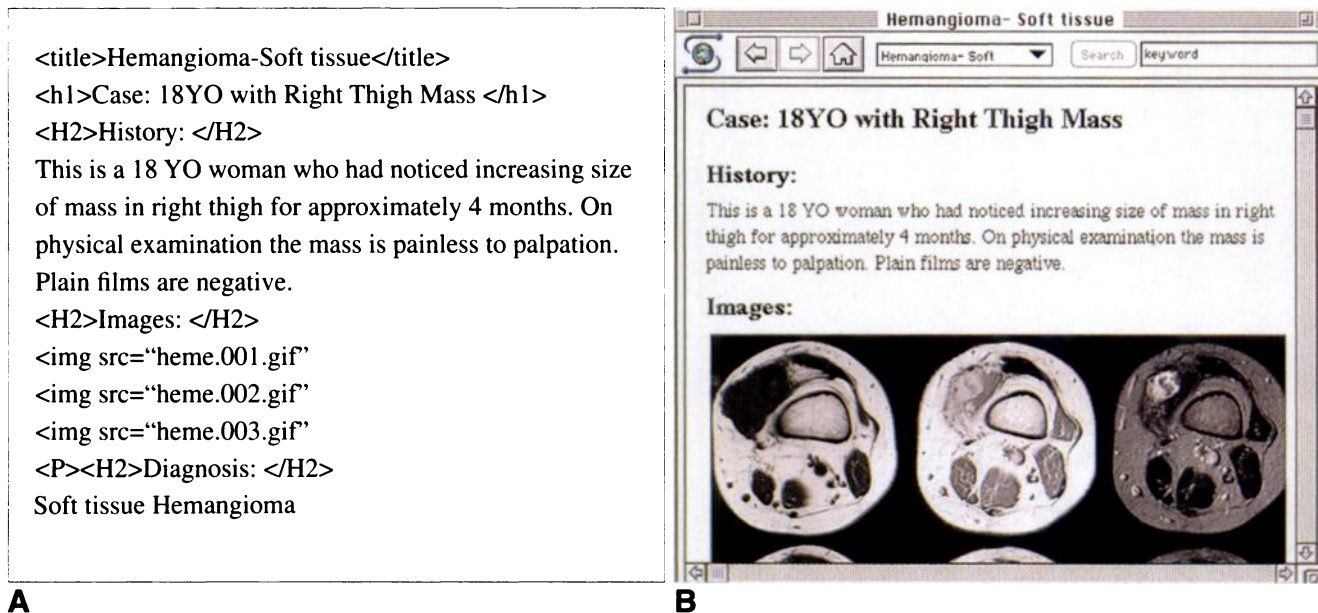 <title>Hemangioma-Soft tissue</title>
<h1>Case: 18YO with Right Thigh Mass </h1>
<H2>History: </H2>
This is a 18 YO woman who had noticed increasing size
of mass in right thigh for approximately 4 months. On
physical examination the mass is painless to palpation.
Plain films are negative.
<H2>Images: </H2>
<img src=“heme.001.gif”
<img src=“heme.002.gif”
<img src=“heme.003.gif”
<P><H2>Diagnosis: </H2>
Soft tissue Hemangioma
A
Hemangioma- Soft tissue
Hemangioma- Soft
Search
keyword
Case: 18YO with Right Thigh Mass
History:
This is a 18 YO woman who had noticed increasing size of mass in right
thigh for approximately 4 months. On physical examination the mass is
painless to palpation. Plain films are negative.
Images:
B